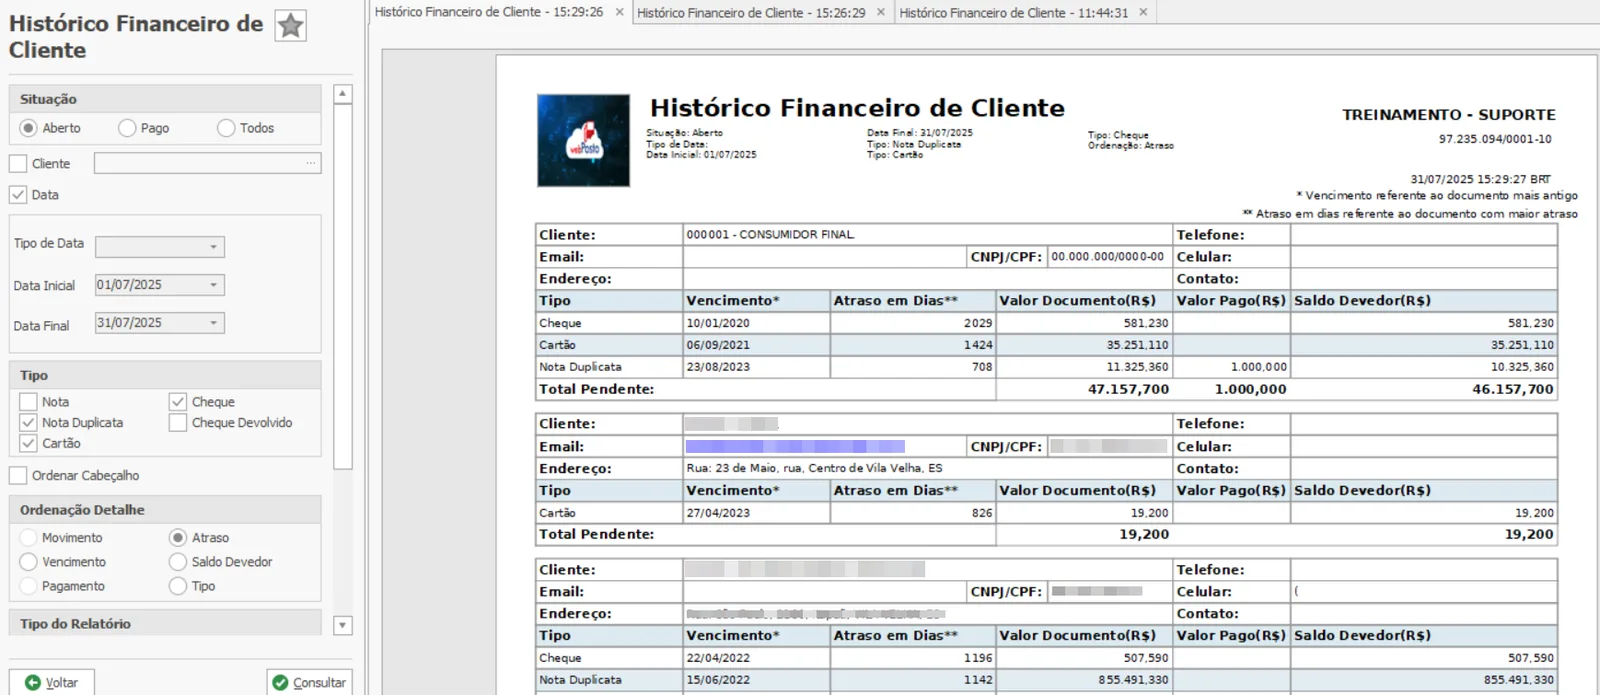 Histórico Financeiro de Cliente
Situação
Aberto Pago Todos
Cliente ...
Data
Tipo de Data
Data Inicial 01/07/2025
Data Final 31/07/2025
Tipo
Nota Cheque
Nota Duplicata Cheque Devolvido
Cartão
Ordenar Cabeçalho
Ordenação Detalhe
Movimento Atraso
Vencimento Saldo Devedor
Pagamento Tipo
Tipo do Relatório
Voltar Consultar
Histórico Financeiro de Cliente - 15:29:26 × Histórico Financeiro de Cliente - 15:26:29 × Histórico Financeiro de Cliente - 11:44:31 ×
webPosto
Histórico Financeiro de Cliente
Situação: Aberto Data Final: 31/07/2025 Tipo: Cheque
Tipo de Data: Tipo: Nota Duplicata Ordenação: Atraso
Data Inicial: 01/07/2025 Tipo: Cartão
TREINAMENTO - SUPORTE
97.235.094/0001-10
31/07/2025 15:29:27 BRT
* Vencimento referente ao documento mais antigo
** Atraso em dias referente ao documento com maior atraso
Cliente: 000001 - CONSUMIDOR FINAL. Telefone:
Email: CNPJ/CPF: 00.000.000/0000-00 Celular:
Endereço: Contato:
Tipo Vencimento* Atraso em Dias** Valor Documento(R$) Valor Pago(R$) Saldo Devedor(R$)
Cheque 10/01/2020 2029 581,230 581,230
Cartão 06/09/2021 1424 35.251,110 35.251,110
Nota Duplicata 23/08/2023 708 11.325,360 1.000,000 10.325,360
Total Pendente: 47.157,700 1.000,000 46.157,700
Cliente: Telefone:
Email: CNPJ/CPF: Celular:
Endereço: Rua: 23 de Maio, rua, Centro de Vila Velha, ES Contato:
Tipo Vencimento* Atraso em Dias** Valor Documento(R$) Valor Pago(R$) Saldo Devedor(R$)
Cartão 27/04/2023 826 19,200 19,200
Total Pendente: 19,200 19,200
Cliente: Telefone:
Email: CNPJ/CPF: Celular: (
Endereço: Contato:
Tipo Vencimento* Atraso em Dias** Valor Documento(R$) Valor Pago(R$) Saldo Devedor(R$)
Cheque 22/04/2022 1196 507,590 507,590
Nota Duplicata 15/06/2022 1142 855.491,330 855.491,330